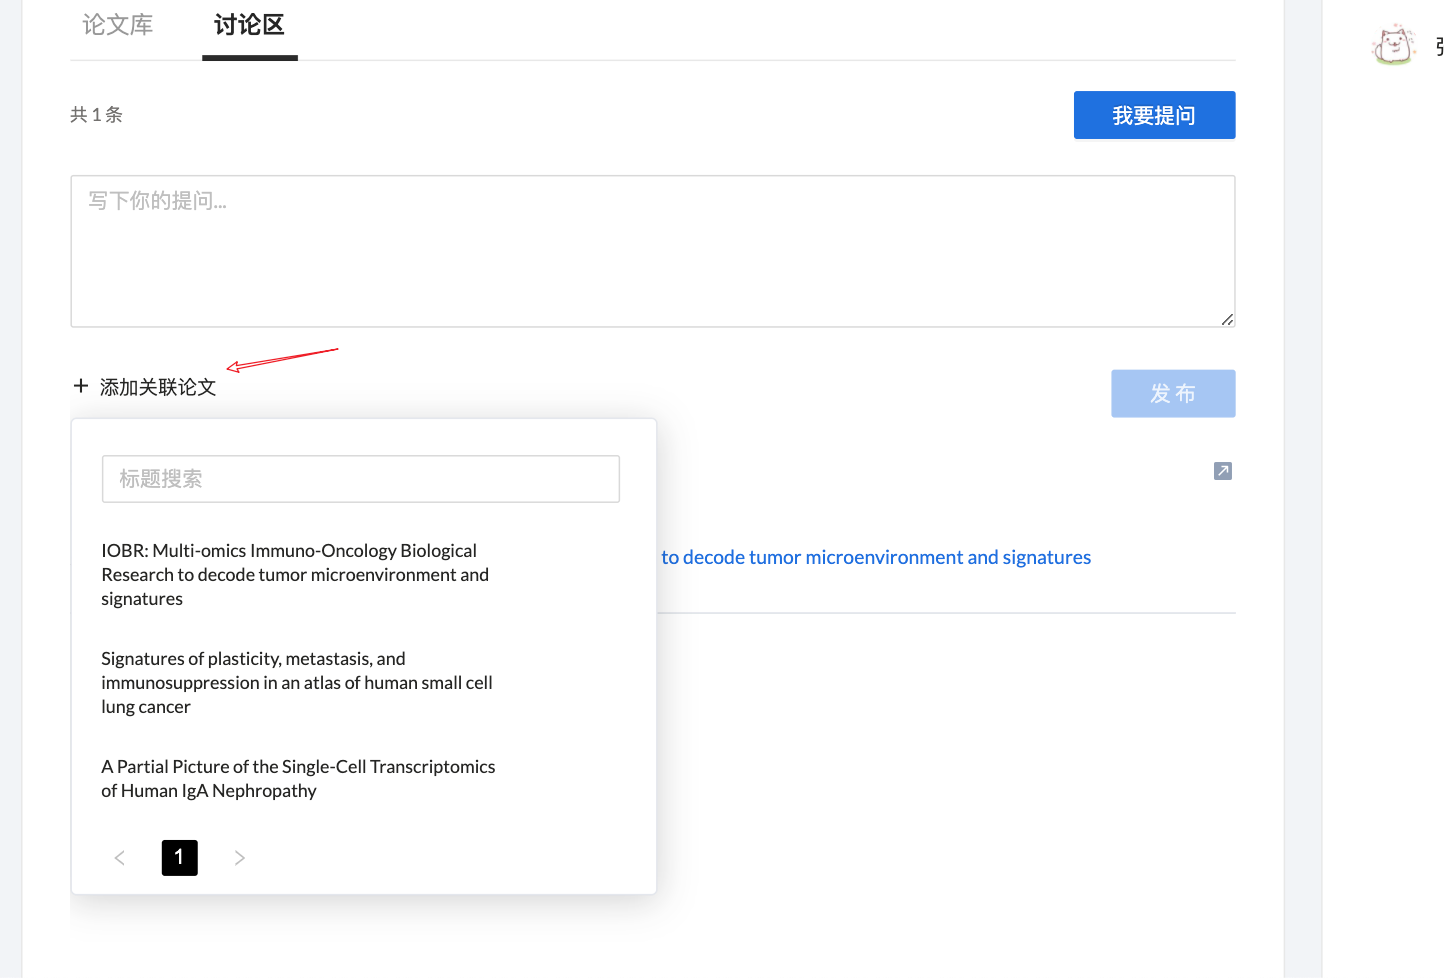 论文库 讨论区
共 1 条
我要提问
写下你的提问...
添加关联论文
发 布
标题搜索
IOBR: Multi-omics Immuno-Oncology Biological
Research to decode tumor microenvironment and
signatures
to decode tumor microenvironment and signatures
Signatures of plasticity, metastasis, and
immunosuppression in an atlas of human small cell
lung cancer
A Partial Picture of the Single-Cell Transcriptomics
of Human IgA Nephropathy
1